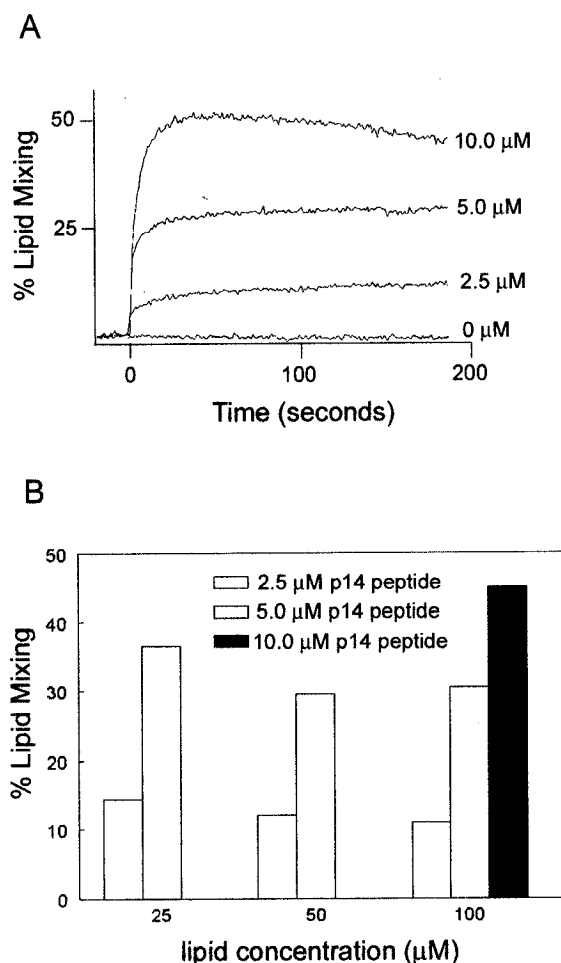 A
50
25
% Lipid Mixing
10.0 µM
5.0 µM
2.5 µM
0 µM
0
100
200
Time (seconds)
B
50
40
30
20
10
0
% Lipid Mixing
2.5 µM p14 peptide
5.0 µM p14 peptide
10.0 µM p14 peptide
25
50
100
lipid concentration (µM)